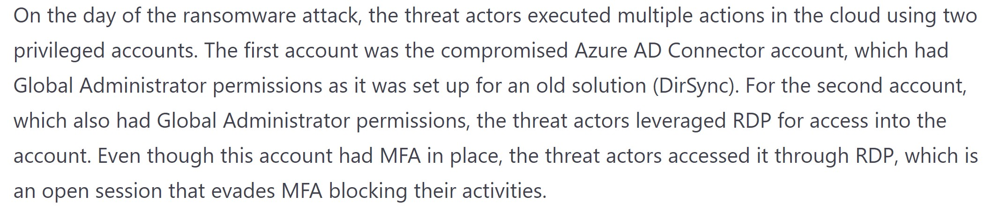 On the day of the ransomware attack, the threat actors executed multiple actions in the cloud using two
privileged accounts. The first account was the compromised Azure AD Connector account, which had
Global Administrator permissions as it was set up for an old solution (DirSync). For the second account,
which also had Global Administrator permissions, the threat actors leveraged RDP for access into the
account. Even though this account had MFA in place, the threat actors accessed it through RDP, which is
an open session that evades MFA blocking their activities.